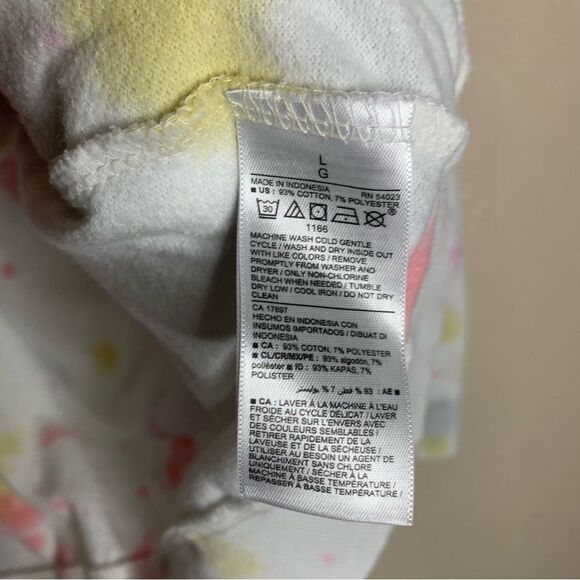 L
G
MADE IN INDONESIA RN 54023
■ US : 93% COTTON, 7% POLYESTER
30 ®
1166
MACHINE WASH COLD GENTLE
CYCLE / WASH AND DRY INSIDE OUT
WITH LIKE COLORS / REMOVE
PROMPTLY FROM WASHER AND
DRYER / ONLY NON-CHLORINE
BLEACH WHEN NEEDED / TUMBLE
DRY LOW / COOL IRON / DO NOT DRY
CLEAN
CA 17897
HECHO EN INDONESIA CON
INSUMOS IMPORTADOS / DIBUAT DI
INDONESIA
■ CA : 93% COTON, 7% POLYESTER
■ CL/CR/MX/PE : 93% algodón, 7%
poliéster ■ ID : 93% KAPAS, 7%
POLISTER
■ AE : 93 % قطن 7 % بوليستر
■ CA : LAVER À LA MACHINE À L'EAU
FROIDE AU CYCLE DÉLICAT / LAVER
ET SÉCHER SUR L'ENVERS AVEC
DES COULEURS SEMBLABLES /
RETIRER RAPIDEMENT DE LA
LAVEUSE ET DE LA SÉCHEUSE /
UTILISER AU BESOIN UN AGENT DE
BLANCHIMENT SANS CHLORE
UNIQUEMENT / SÉCHER À LA
MACHINE À BASSE TEMPÉRATURE /
REPASSER À BASSE TEMPÉRATURE /